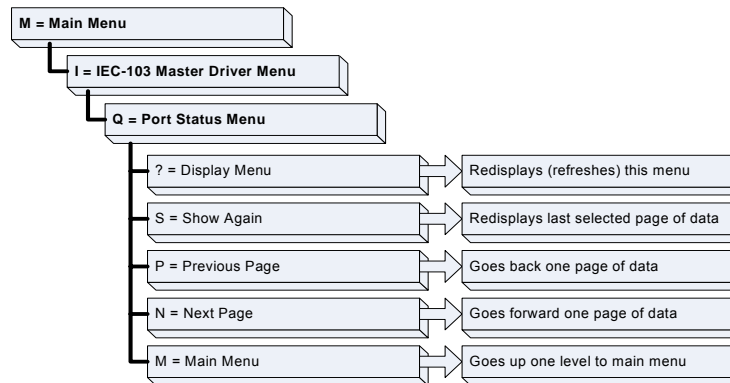 M = Main Menu
I = IEC-103 Master Driver Menu
Q = Port Status Menu
? = Display Menu
Redisplays (refreshes) this menu
S = Show Again
Redisplays last selected page of data
P = Previous Page
Goes back one page of data
N = Next Page
Goes forward one page of data
M = Main Menu
Goes up one level to main menu